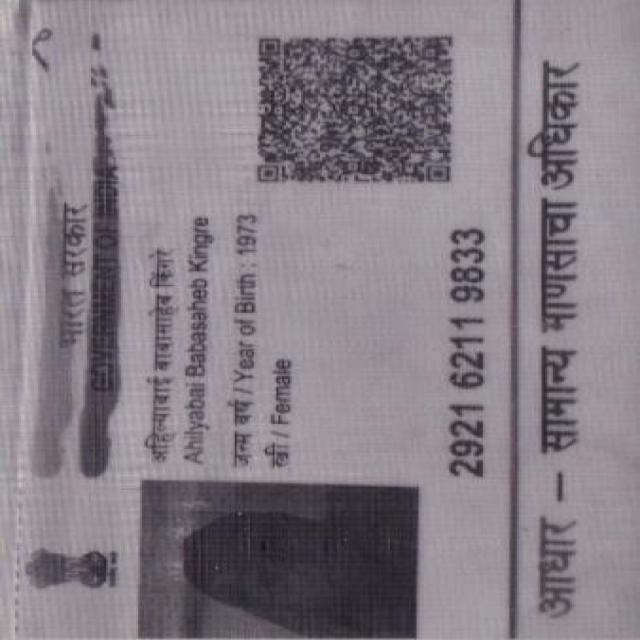 भारत सरकार
GOVERNMENT OF INDIA
अहिल्याबाई बाबासाहेब किंगरे
Ahilyabai Babasaheb Kingre
जन्म वर्ष / Year of Birth : 1973
स्त्री / Female
2921 6211 9833
आधार – सामान्य माणसाचा अधिकार